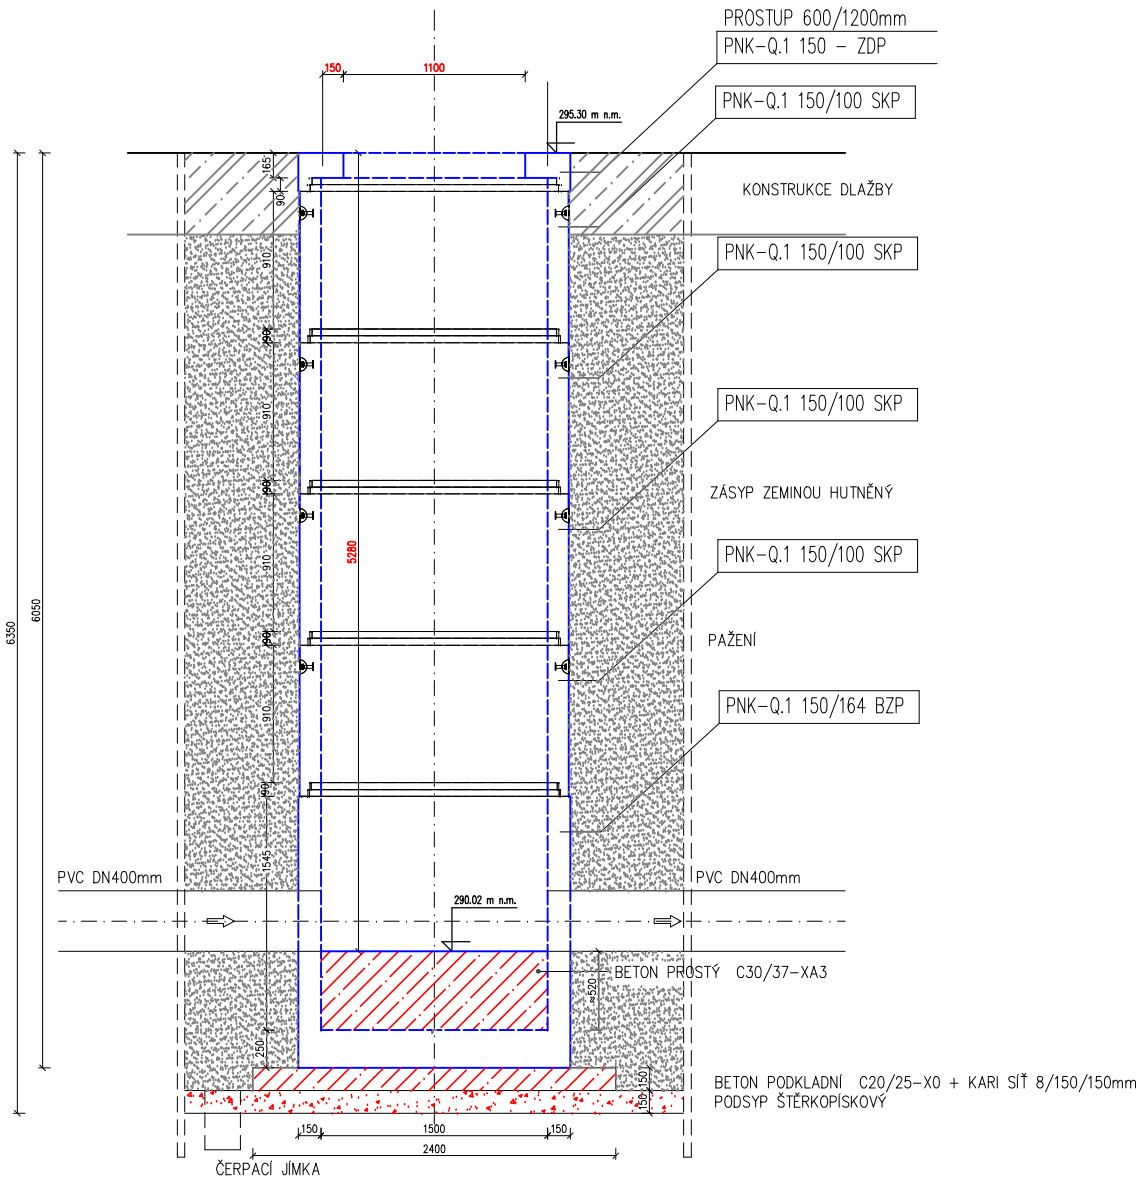 PROSTUP 600/1200mm
PNK-Q.1 150 - ZDP
150
1100
PNK-Q.1 150/100 SKP
295.30 m n.m.
165
90
KONSTRUKCE DLAŽBY
910
PNK-Q.1 150/100 SKP
90
910
PNK-Q.1 150/100 SKP
90
ZÁSYP ZEMINOU HUTNĚNÝ
5280
910
PNK-Q.1 150/100 SKP
6350
6050
90
PAŽENÍ
910
PNK-Q.1 150/164 BZP
90
1545
PVC DN400mm
PVC DN400mm
290.02 m n.m.
BETON PROSTÝ C30/37-XA3
≈520
250
150
BETON PODKLADNÍ C20/25-X0 + KARI SÍŤ 8/150/150mm
150
PODSYP ŠTĚRKOPÍSKOVÝ
150
1500
150
2400
ČERPACÍ JÍMKA